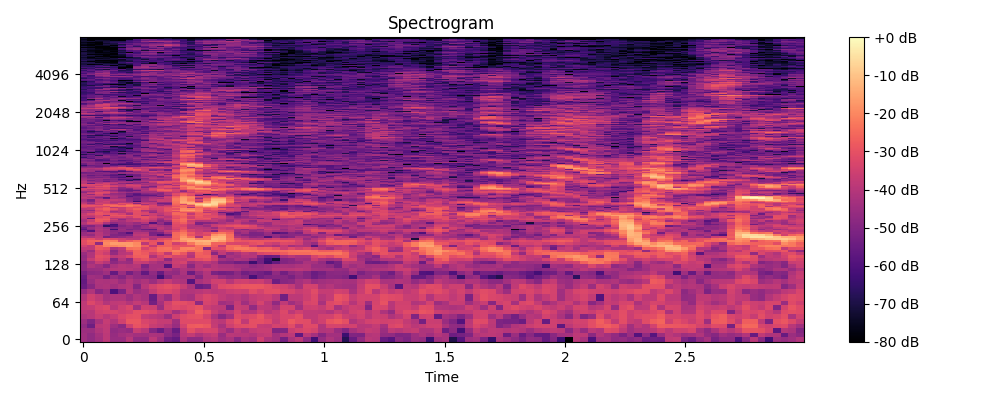 Spectrogram
Hz
4096
2048
1024
512
256
128
64
0
0
0.5
1
1.5
2
2.5
Time
+0 dB
-10 dB
-20 dB
-30 dB
-40 dB
-50 dB
-60 dB
-70 dB
-80 dB